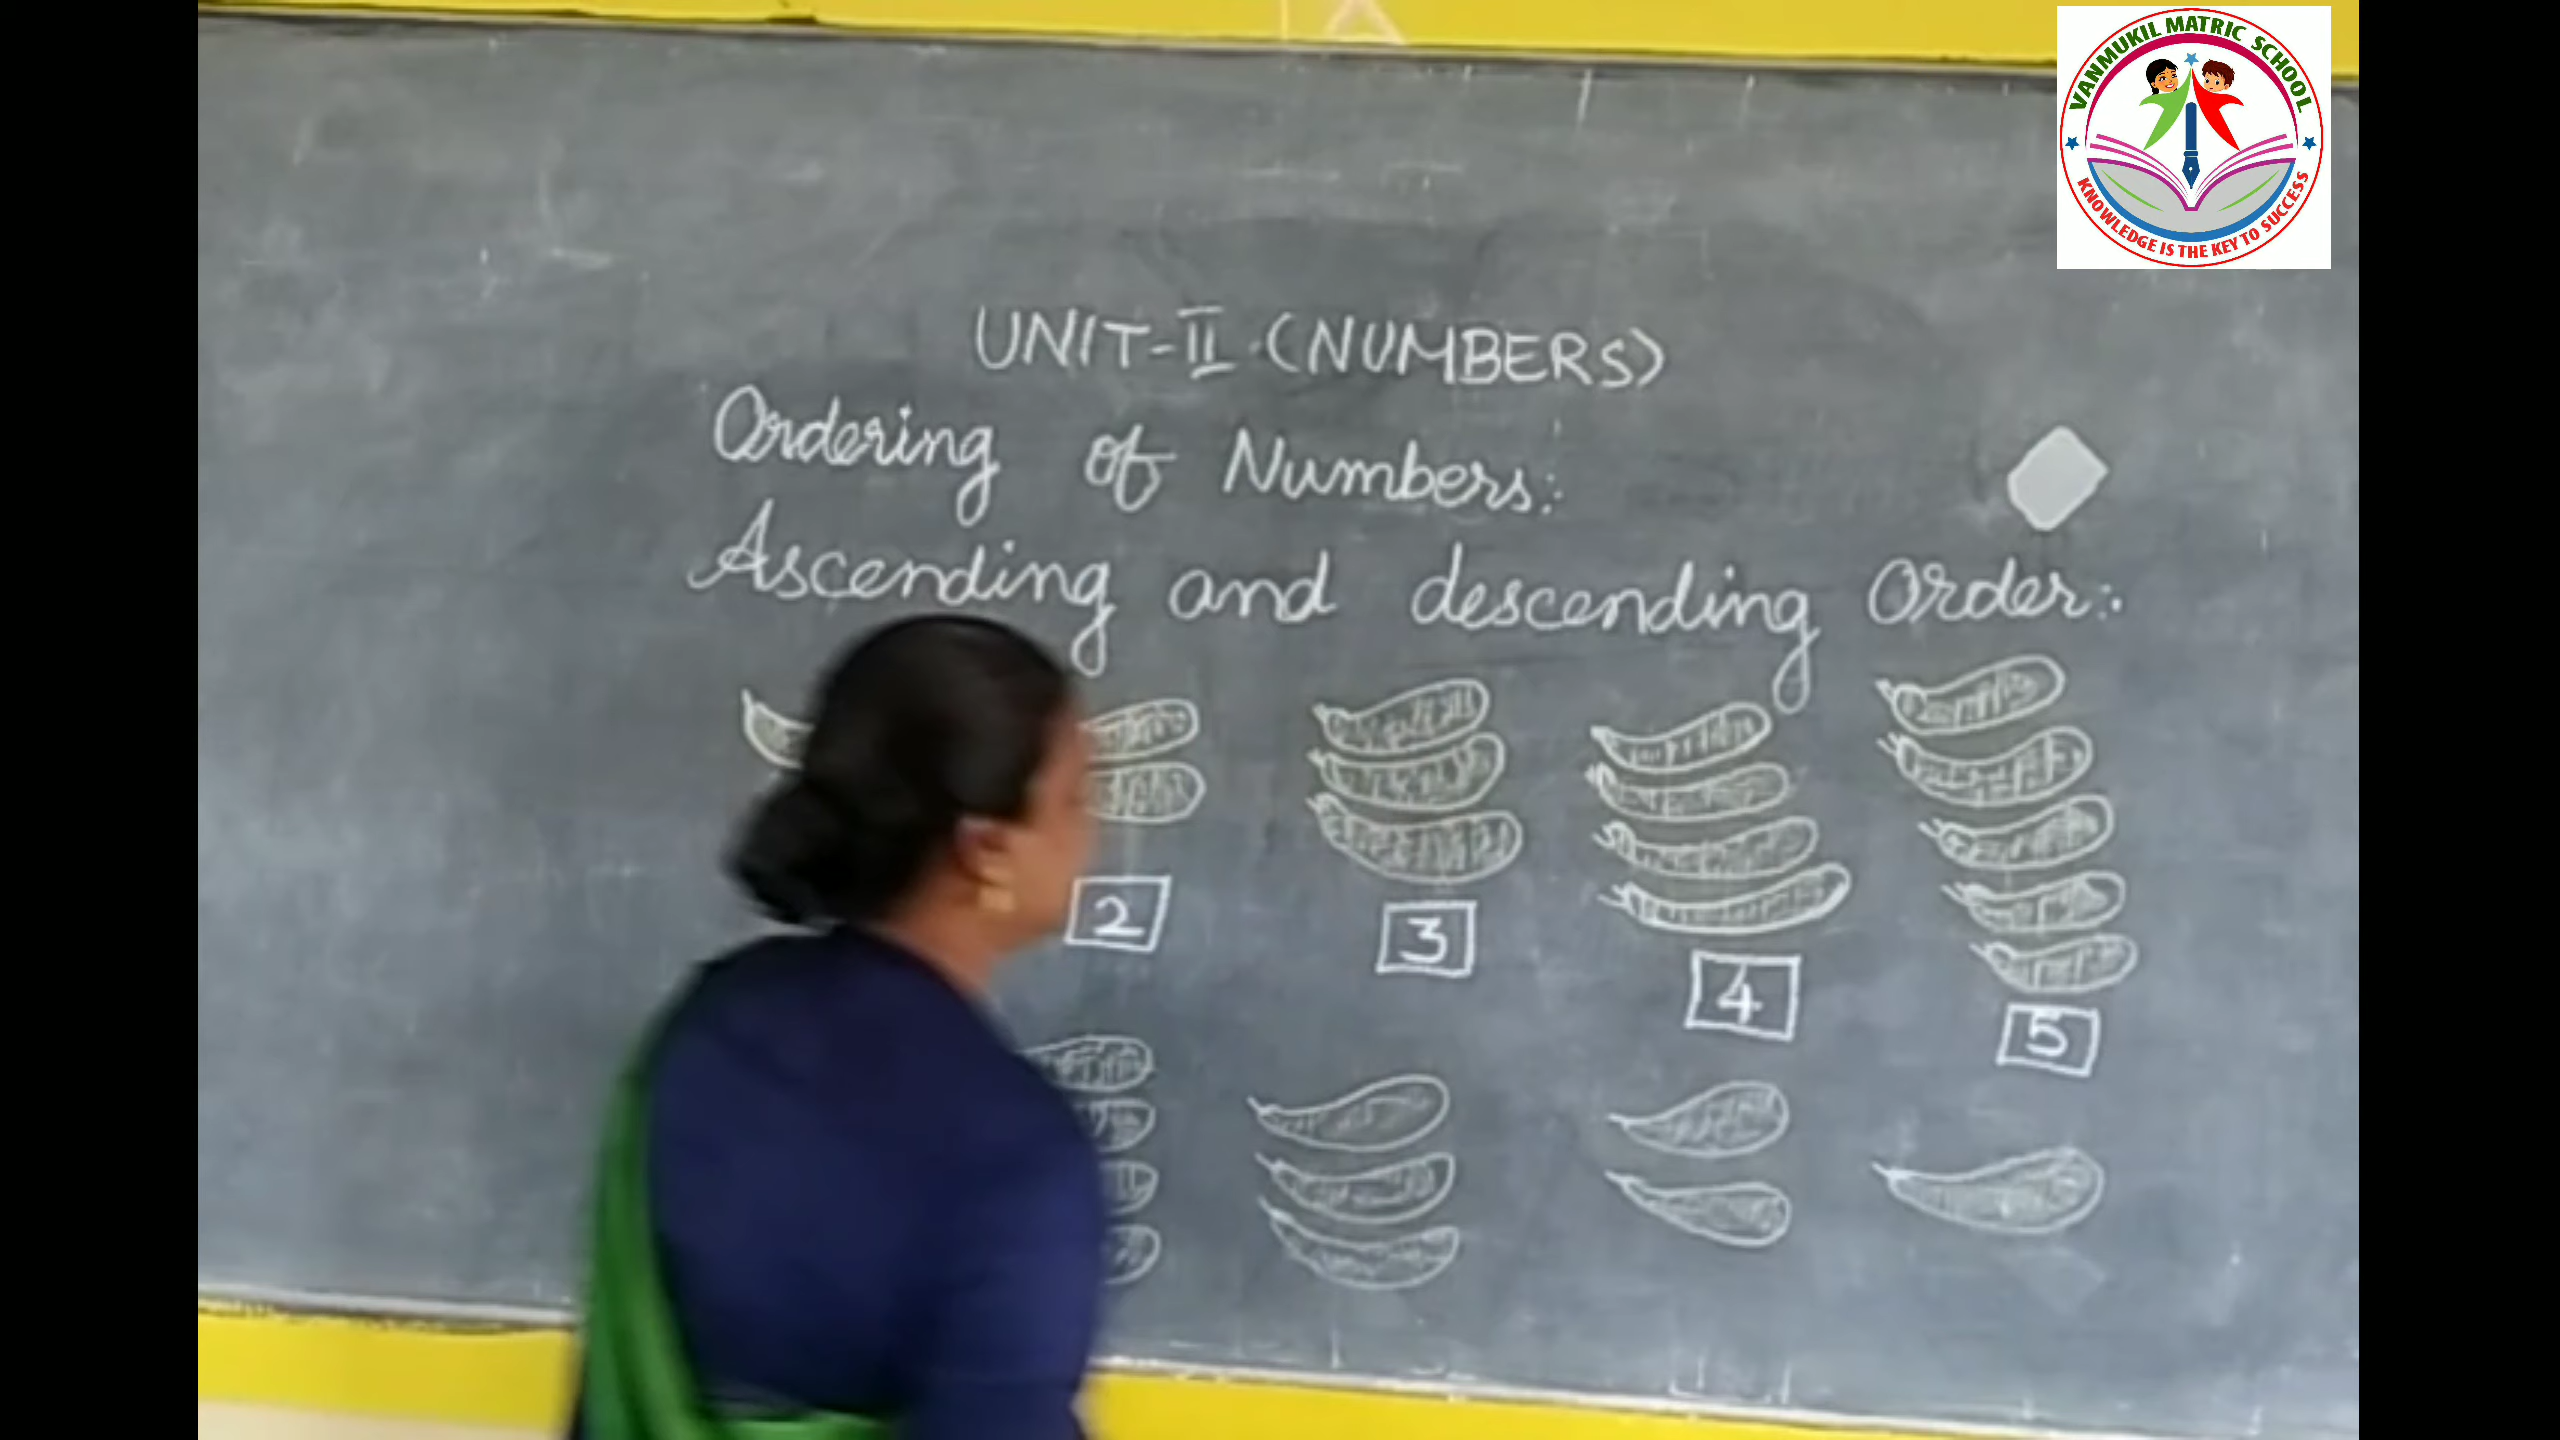 VANMUKIL MATRIC SCHOOL
KNOWLEDGE IS THE KEY TO SUCCESS
UNIT-II (NUMBERS)
Ordering of Numbers:
Ascending and descending Order:
2 3 4 5